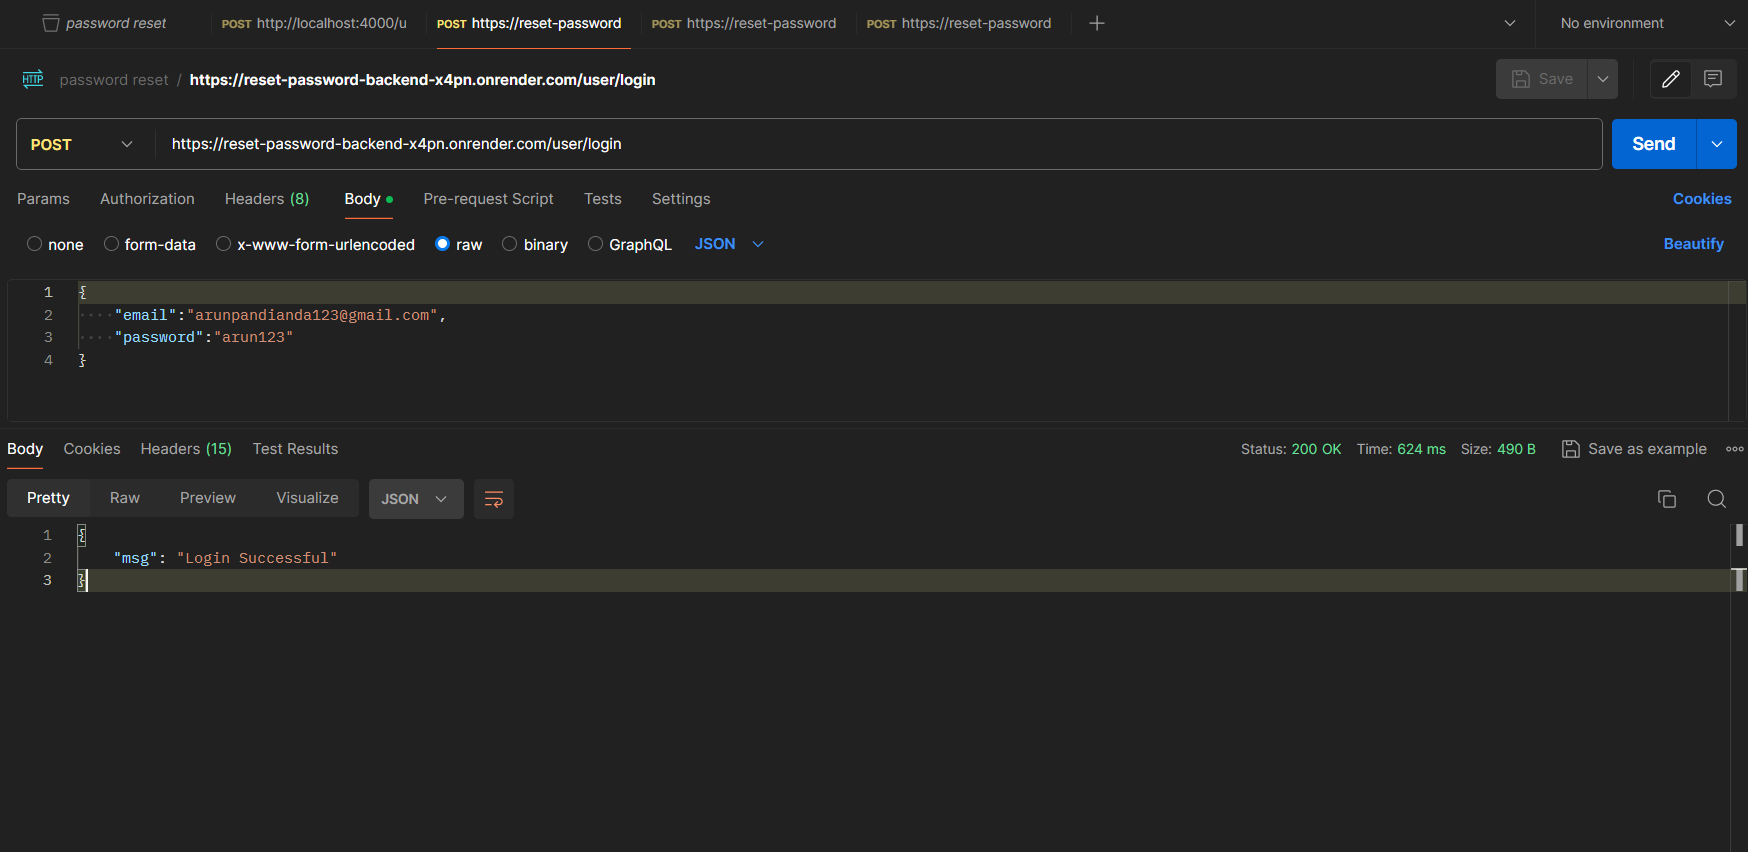 password reset
POST http://localhost:4000/u
POST https://reset-password
POST https://reset-password
POST https://reset-password
No environment
HTTP
password reset / https://reset-password-backend-x4pn.onrender.com/user/login
Save
POST
https://reset-password-backend-x4pn.onrender.com/user/login
Send
Params Authorization Headers (8) Body Pre-request Script Tests Settings
Cookies
none form-data x-www-form-urlencoded raw binary GraphQL JSON
Beautify
1 {
2 "email":"arunpandianda123@gmail.com",
3 "password":"arun123"
4 }
Body Cookies Headers (15) Test Results
Status: 200 OK Time: 624 ms Size: 490 B Save as example
Pretty Raw Preview Visualize JSON
1 {
2 "msg": "Login Successful"
3 }